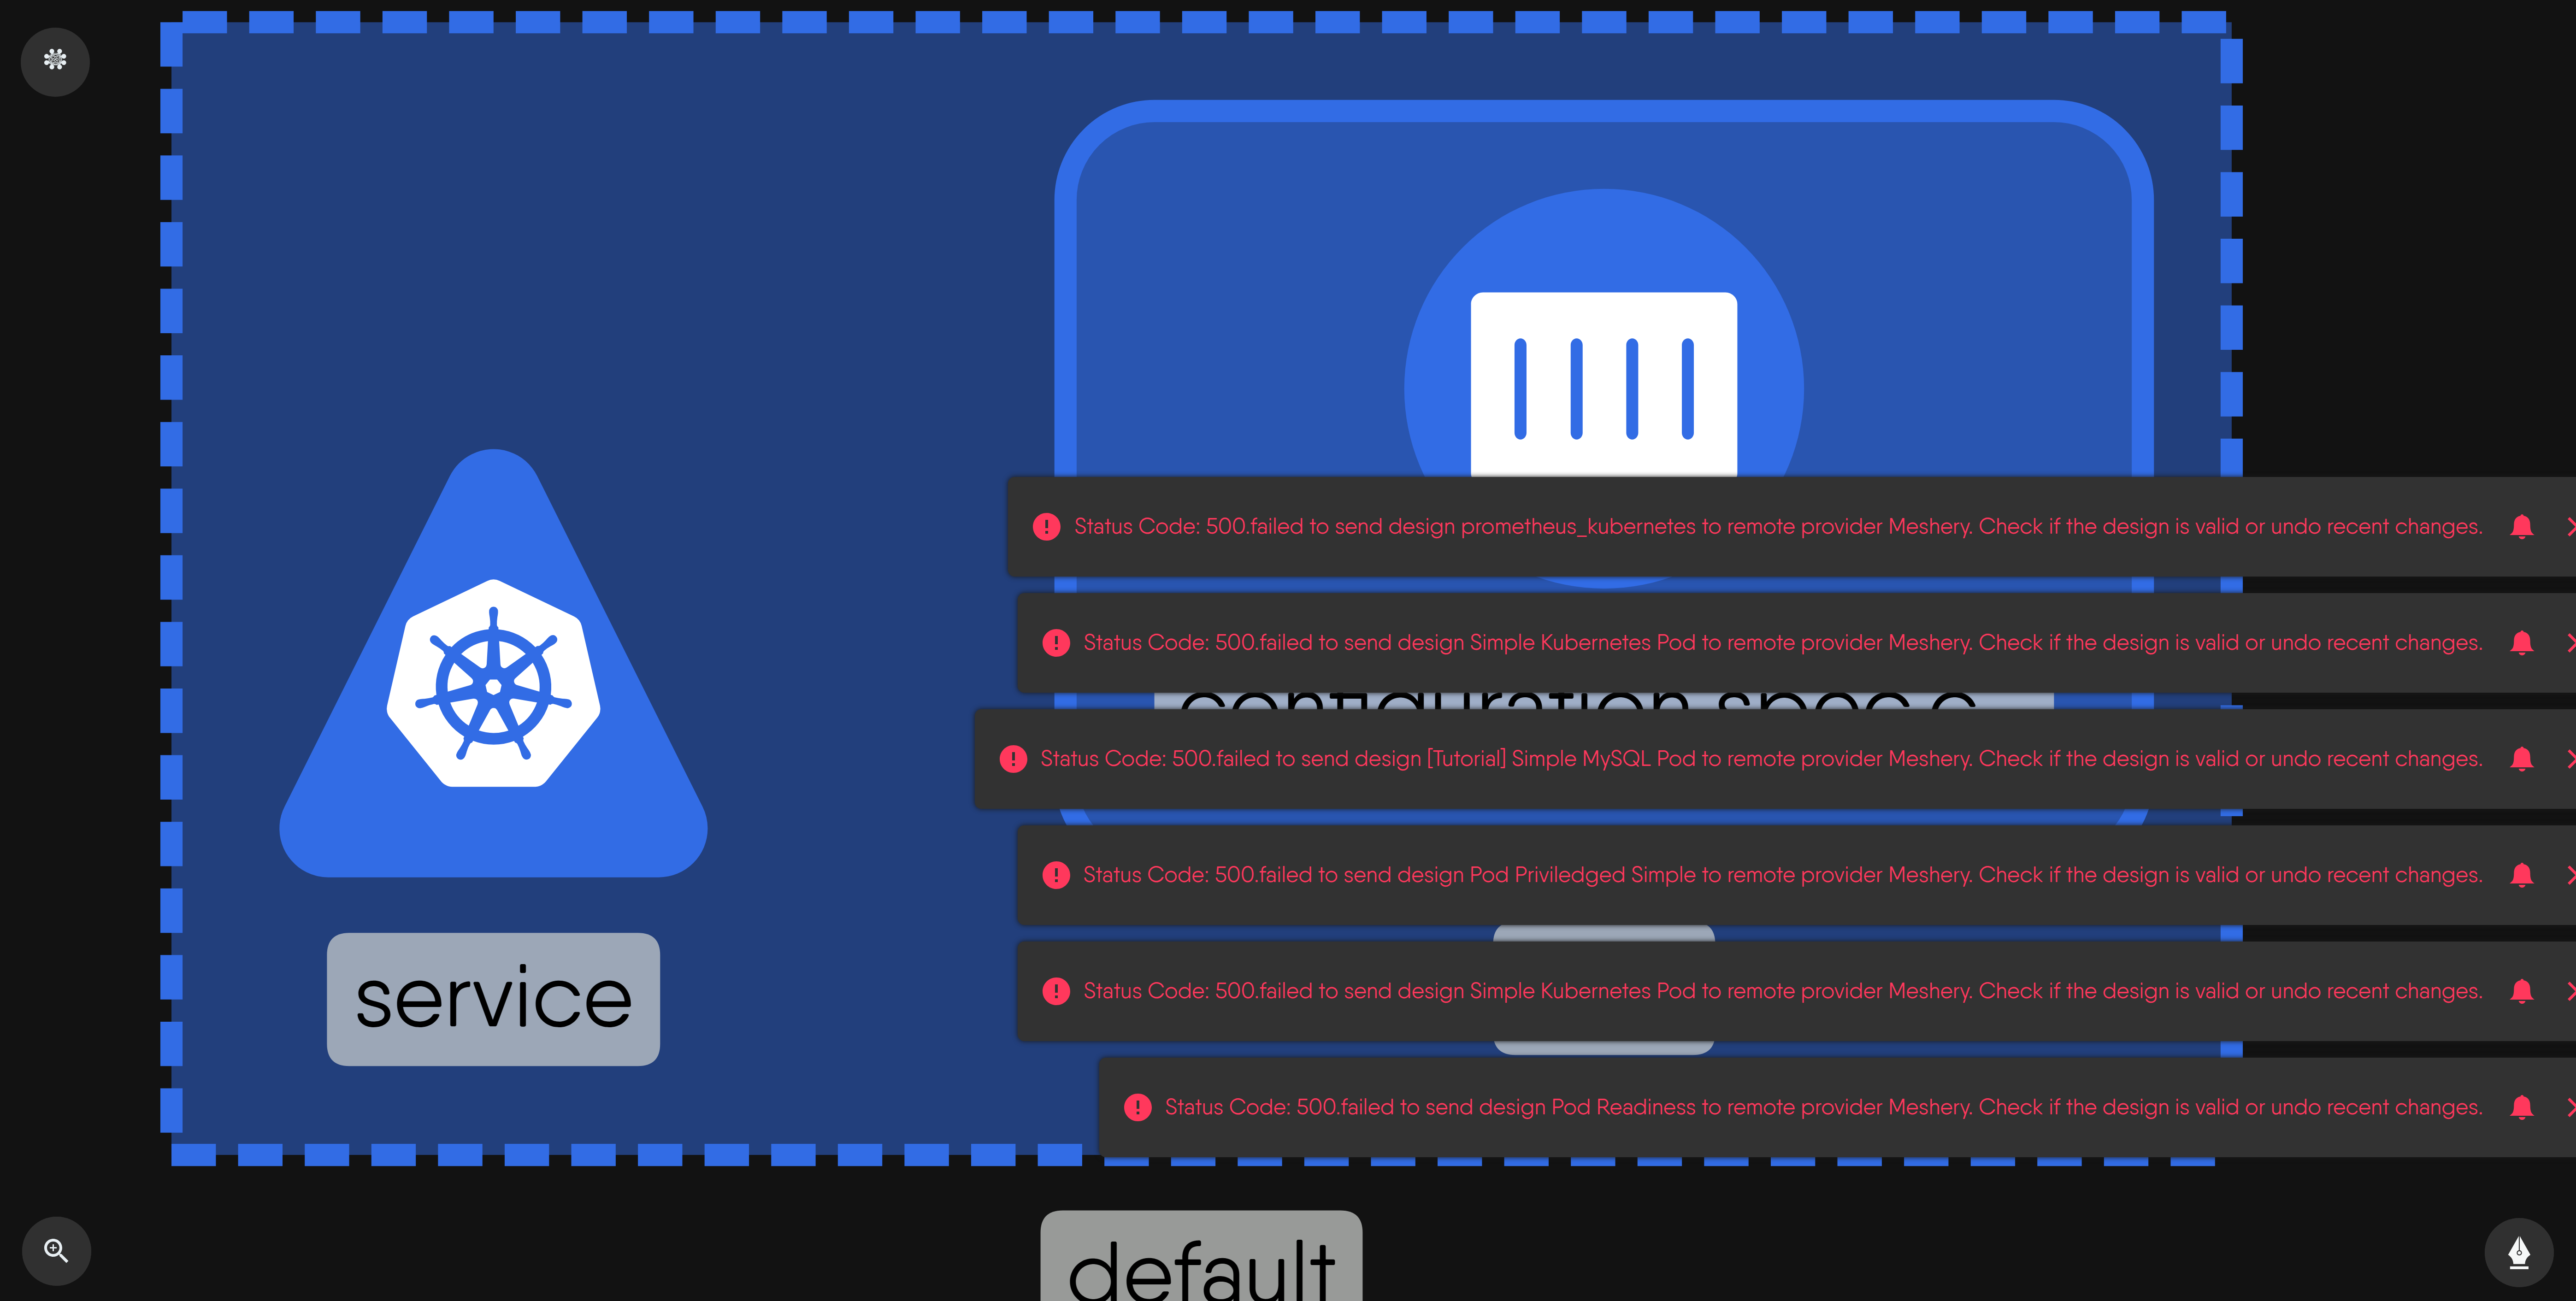 Status Code: 500.failed to send design prometheus_kubernetes to remote provider Meshery. Check if the design is valid or undo recent changes.
Status Code: 500.failed to send design Simple Kubernetes Pod to remote provider Meshery. Check if the design is valid or undo recent changes.
configuration spec c
Status Code: 500.failed to send design [Tutorial] Simple MySQL Pod to remote provider Meshery. Check if the design is valid or undo recent changes.
Status Code: 500.failed to send design Pod Priviledged Simple to remote provider Meshery. Check if the design is valid or undo recent changes.
Status Code: 500.failed to send design Simple Kubernetes Pod to remote provider Meshery. Check if the design is valid or undo recent changes.
service
Status Code: 500.failed to send design Pod Readiness to remote provider Meshery. Check if the design is valid or undo recent changes.
default